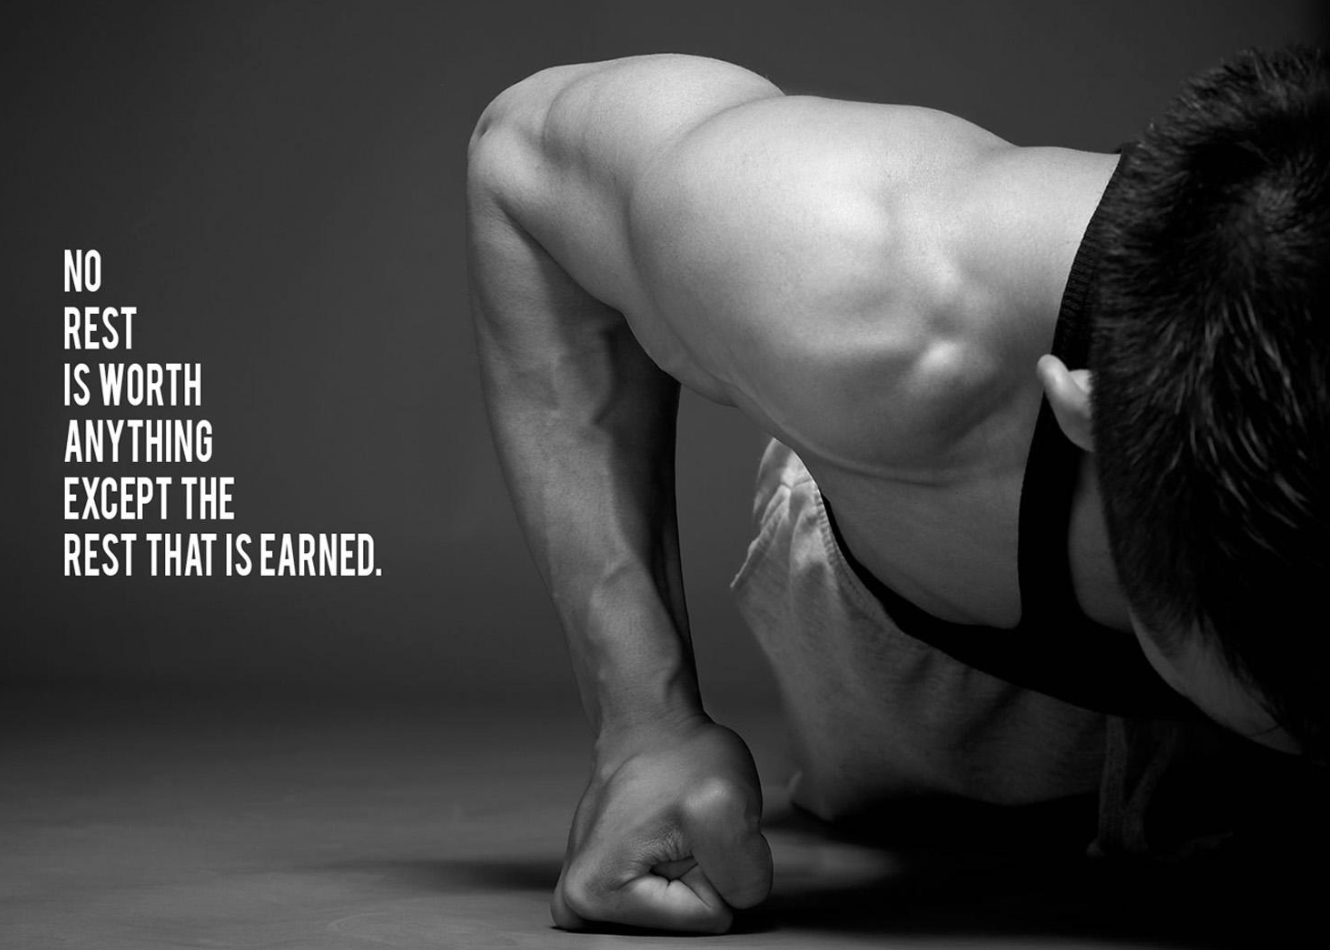 NO
REST
IS WORTH
ANYTHING
EXCEPT THE
REST THAT IS EARNED.